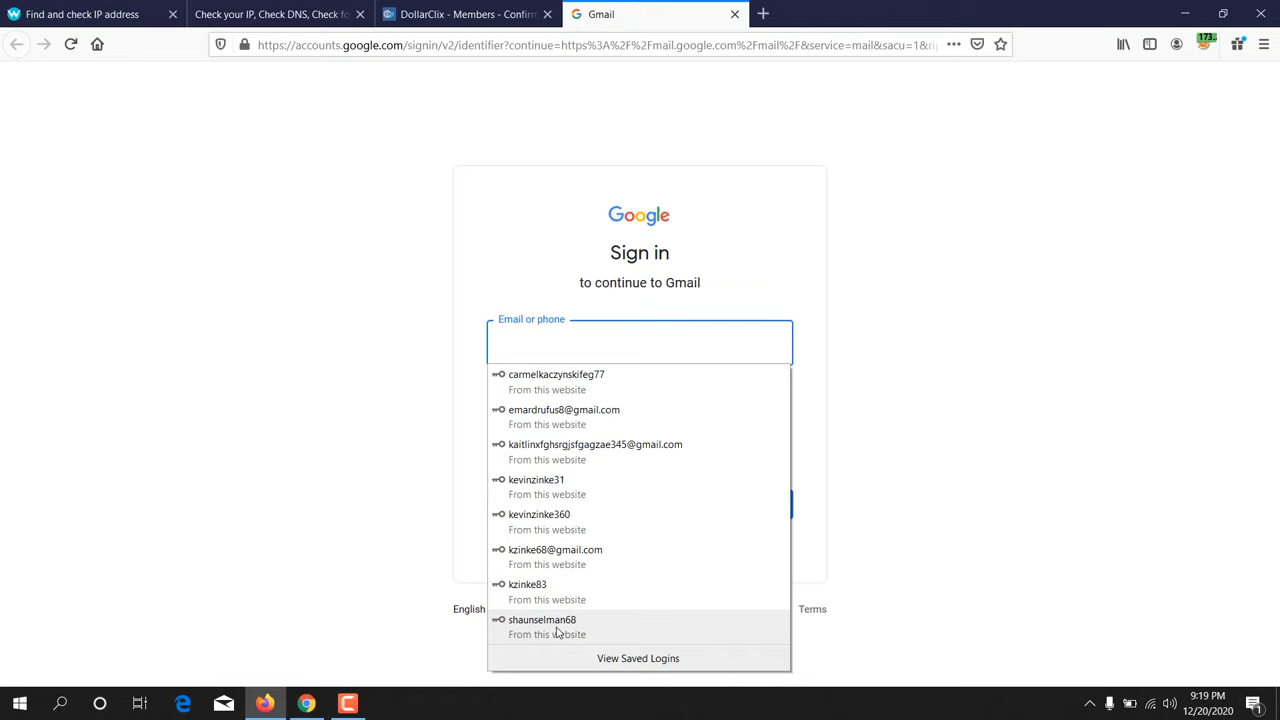 Find and check IP address
Check your IP, Check DNS, Check fo
DollarClix - Members - Confirm
Gmail
https://accounts.google.com/signin/v2/identifier?continue=https%3A%2F%2Fmail.google.com%2Fmail%2F&service=mail&sacu=1&ri
173..
Google
Sign in
to continue to Gmail
Email or phone
carmelkaczynskifeg77
From this website
emardrufus8@gmail.com
From this website
kaitlinxfghsrgjsfgagzae345@gmail.com
From this website
kevinzinke31
From this website
kevinzinke360
From this website
kzinke68@gmail.com
From this website
kzinke83
From this website
shaunselman68
From this website
View Saved Logins
English
Terms
9:19 PM
12/20/2020
1